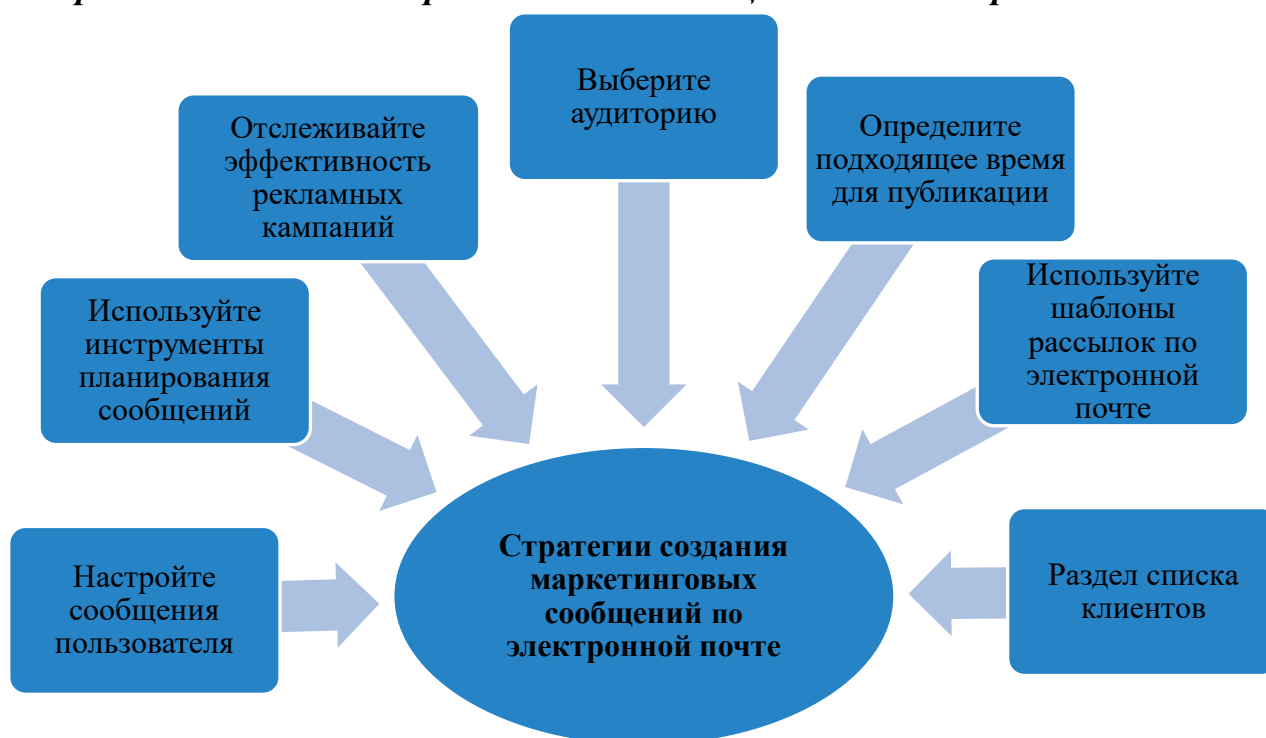 Выберите
аудиторию
Отслеживайте
эффективность
рекламных
кампаний
Определите
подходящее время
для публикации
Используйте
инструменты
планирования
сообщений
Используйте
шаблоны
рассылок по
электронной
почте
Настройте
сообщения
пользователя
Стратегии создания
маркетинговых
сообщений по
электронной почте
Раздел списка
клиентов